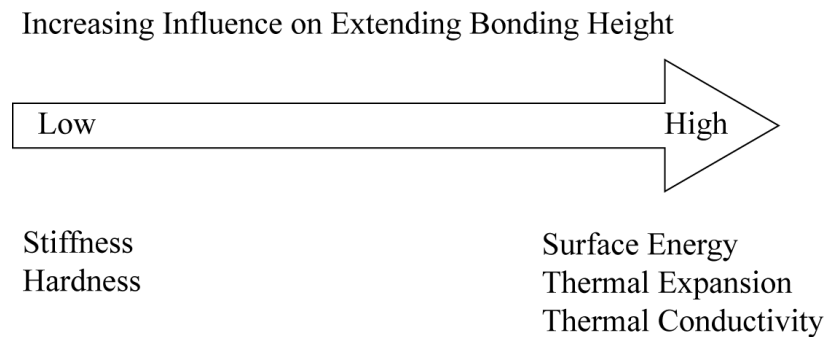 Increasing Influence on Extending Bonding Height
Low
High
Stiffness
Hardness
Surface Energy
Thermal Expansion
Thermal Conductivity